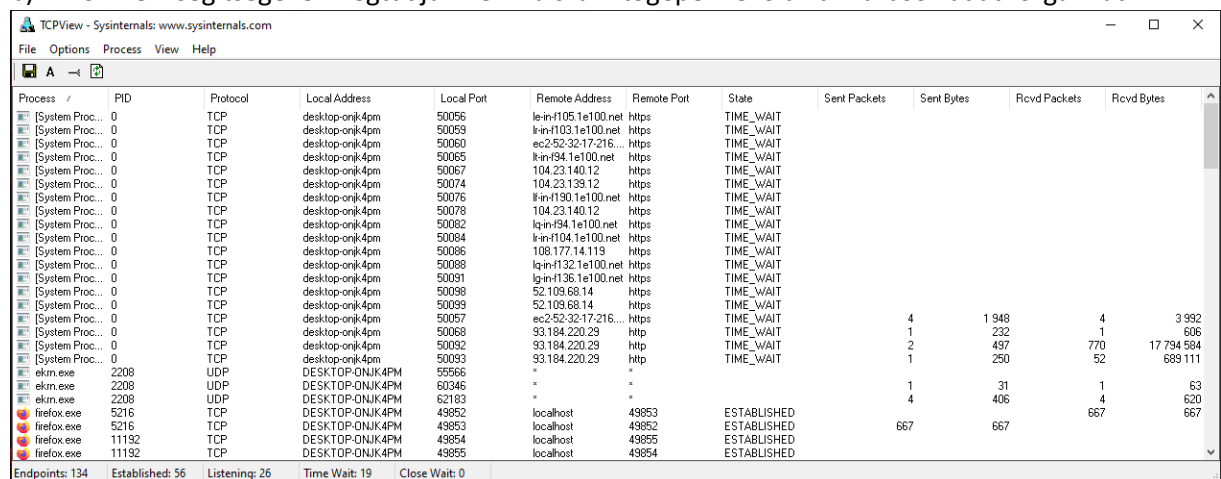 TCPView - Sysinternals: www.sysinternals.com
File Options Process View Help
A
Process / PID Protocol Local Address Local Port Remote Address Remote Port State Sent Packets Sent Bytes Rcvd Packets Rcvd Bytes
[System Proc... 0 TCP desktop-onjk4pm 50056 le-in-f105.1e100.net https TIME_WAIT
[System Proc... 0 TCP desktop-onjk4pm 50059 lr-in-f103.1e100.net https TIME_WAIT
[System Proc... 0 TCP desktop-onjk4pm 50060 ec2-52-32-17-216.... https TIME_WAIT
[System Proc... 0 TCP desktop-onjk4pm 50065 lt-in-f94.1e100.net https TIME_WAIT
[System Proc... 0 TCP desktop-onjk4pm 50067 104.23.140.12 https TIME_WAIT
[System Proc... 0 TCP desktop-onjk4pm 50074 104.23.139.12 https TIME_WAIT
[System Proc... 0 TCP desktop-onjk4pm 50076 lf-in-f190.1e100.net https TIME_WAIT
[System Proc... 0 TCP desktop-onjk4pm 50078 104.23.140.12 https TIME_WAIT
[System Proc... 0 TCP desktop-onjk4pm 50082 lq-in-f94.1e100.net https TIME_WAIT
[System Proc... 0 TCP desktop-onjk4pm 50084 lr-in-f104.1e100.net https TIME_WAIT
[System Proc... 0 TCP desktop-onjk4pm 50086 108.177.14.119 https TIME_WAIT
[System Proc... 0 TCP desktop-onjk4pm 50088 lq-in-f132.1e100.net https TIME_WAIT
[System Proc... 0 TCP desktop-onjk4pm 50091 lg-in-f136.1e100.net https TIME_WAIT
[System Proc... 0 TCP desktop-onjk4pm 50098 52.109.68.14 https TIME_WAIT
[System Proc... 0 TCP desktop-onjk4pm 50099 52.109.68.14 https TIME_WAIT
[System Proc... 0 TCP desktop-onjk4pm 50057 ec2-52-32-17-216.... https TIME_WAIT 4 1 948 4 3 992
[System Proc... 0 TCP desktop-onjk4pm 50068 93.184.220.29 http TIME_WAIT 1 232 1 606
[System Proc... 0 TCP desktop-onjk4pm 50092 93.184.220.29 http TIME_WAIT 2 497 770 17 794 584
[System Proc... 0 TCP desktop-onjk4pm 50093 93.184.220.29 http TIME_WAIT 1 250 52 689 111
ekrn.exe 2208 UDP DESKTOP-ONJK4PM 55566 * *
ekrn.exe 2208 UDP DESKTOP-ONJK4PM 60346 * * 1 31 1 63
ekrn.exe 2208 UDP DESKTOP-ONJK4PM 62183 * * 4 406 4 620
firefox.exe 5216 TCP DESKTOP-ONJK4PM 49852 localhost 49853 ESTABLISHED 667 667
firefox.exe 5216 TCP DESKTOP-ONJK4PM 49853 localhost 49852 ESTABLISHED 667 667
firefox.exe 11192 TCP DESKTOP-ONJK4PM 49854 localhost 49855 ESTABLISHED
firefox.exe 11192 TCP DESKTOP-ONJK4PM 49855 localhost 49854 ESTABLISHED
Endpoints: 134 Established: 56 Listening: 26 Time Wait: 19 Close Wait: 0